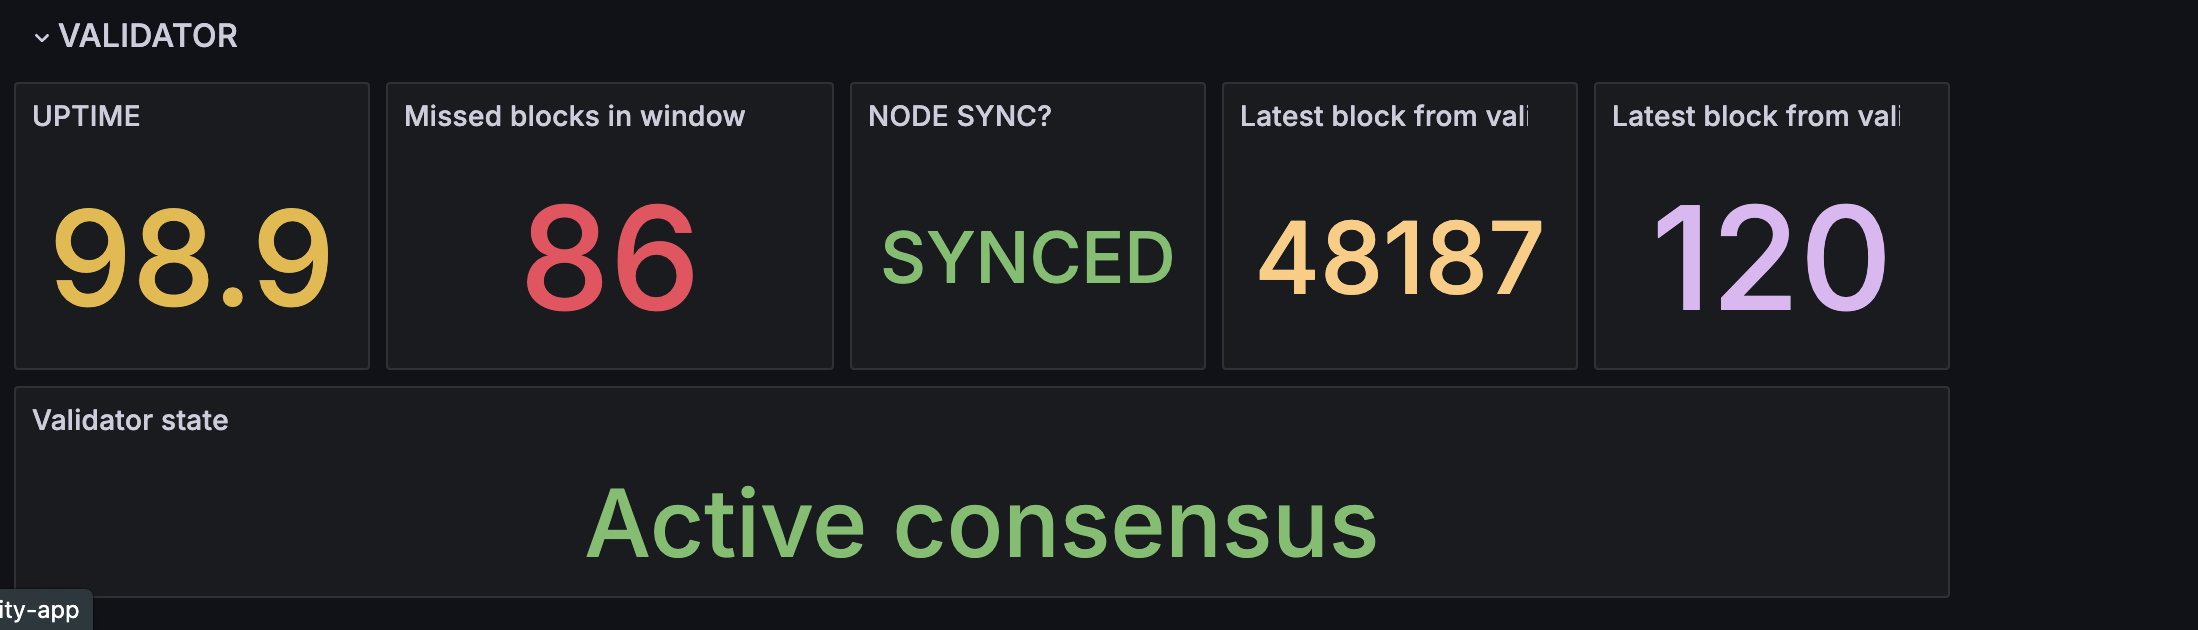 VALIDATOR
UPTIME
98.9
Missed blocks in window
86
NODE SYNC?
SYNCED
Latest block from vali
48187
Latest block from vali
120
Validator state
Active consensus
ity-app